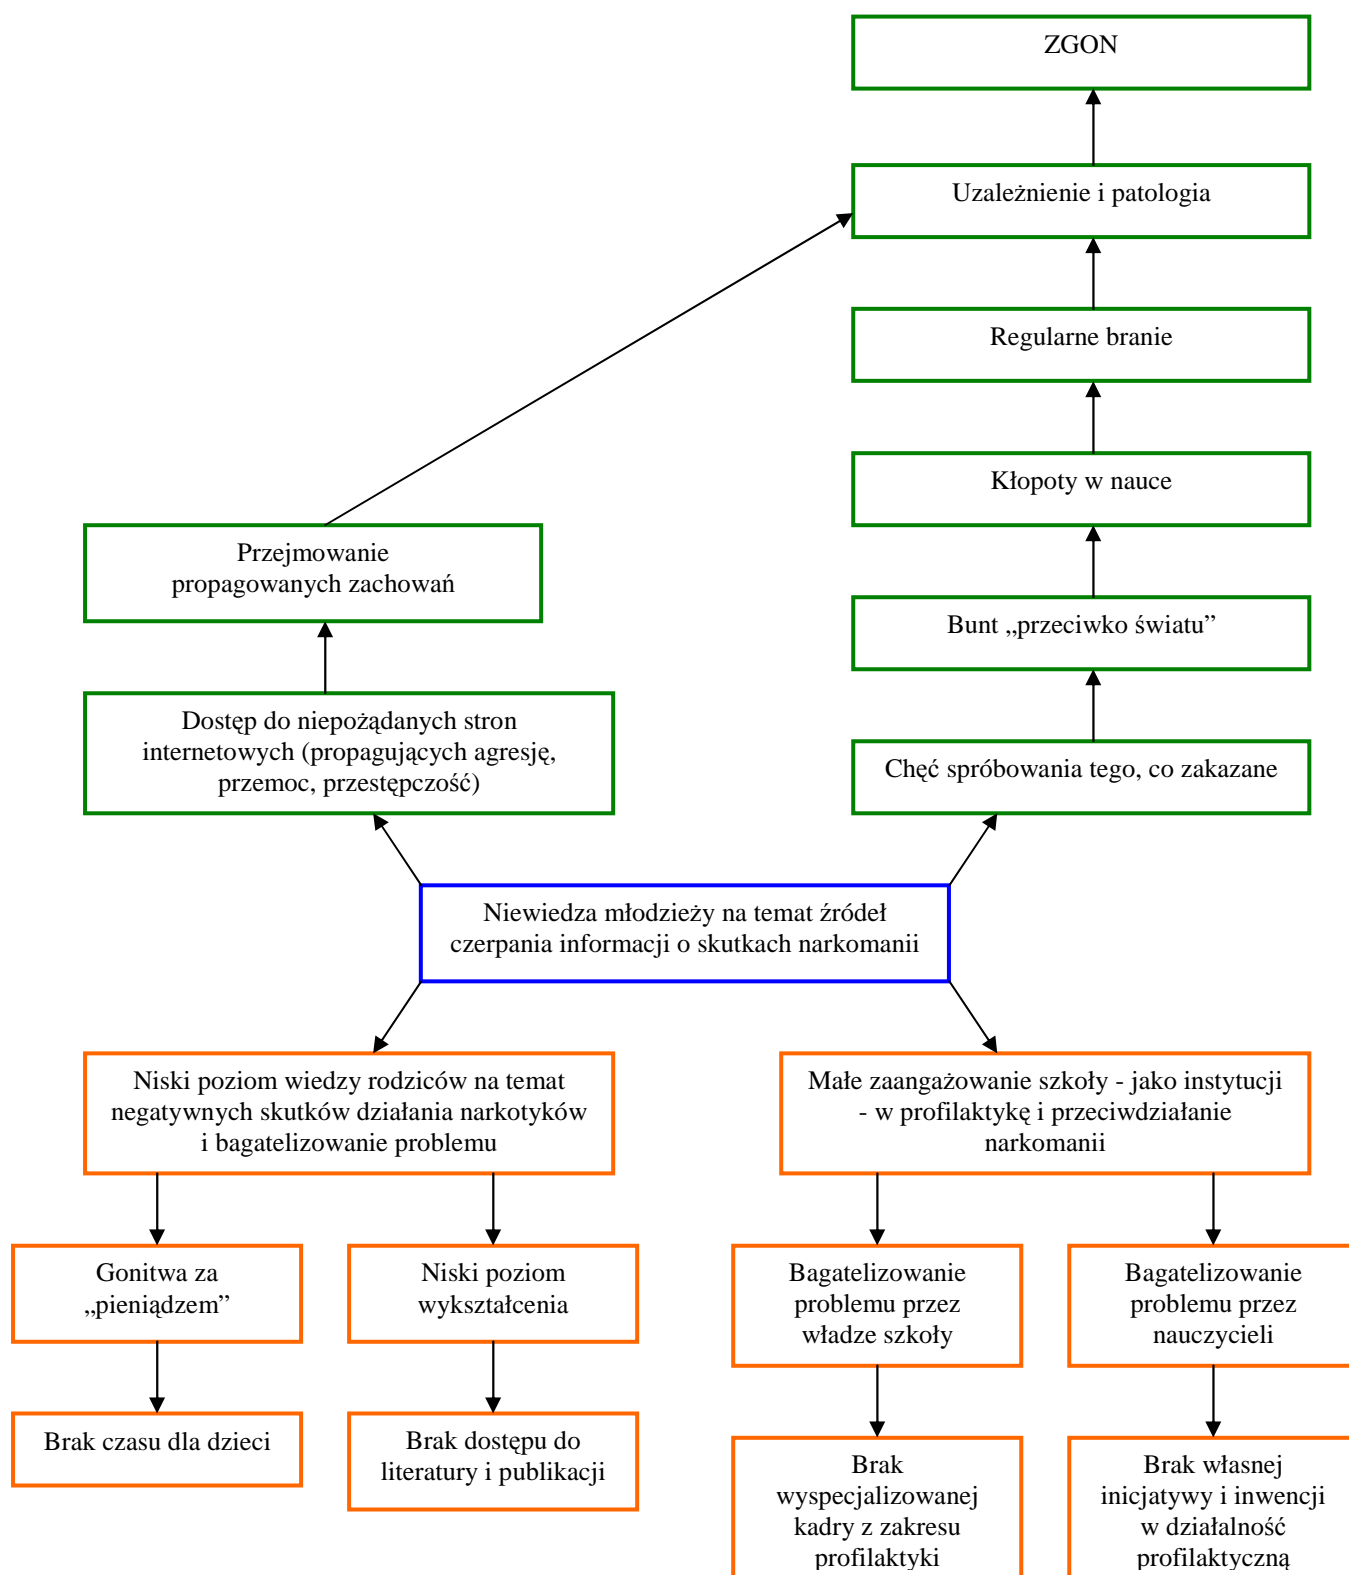 ZGON
Uzależnienie i patologia
Regularne branie
Kłopoty w nauce
Przejmowanie
propagowanych zachowań
Bunt „przeciwko światu”
Dostęp do niepożądanych stron
internetowych (propagujących agresję,
przemoc, przestępczość)
Chęć spróbowania tego, co zakazane
Niewiedza młodzieży na temat źródeł
czerpania informacji o skutkach narkomanii
Niski poziom wiedzy rodziców na temat
negatywnych skutków działania narkotyków
i bagatelizowanie problemu
Małe zaangażowanie szkoły - jako instytucji
- w profilaktykę i przeciwdziałanie
narkomanii
Gonitwa za
„pieniądzem”
Niski poziom
wykształcenia
Bagatelizowanie
problemu przez
władze szkoły
Bagatelizowanie
problemu przez
nauczycieli
Brak czasu dla dzieci
Brak dostępu do
literatury i publikacji
Brak
wyspecjalizowanej
kadry z zakresu
profilaktyki
Brak własnej
inicjatywy i inwencji
w działalność
profilaktyczną